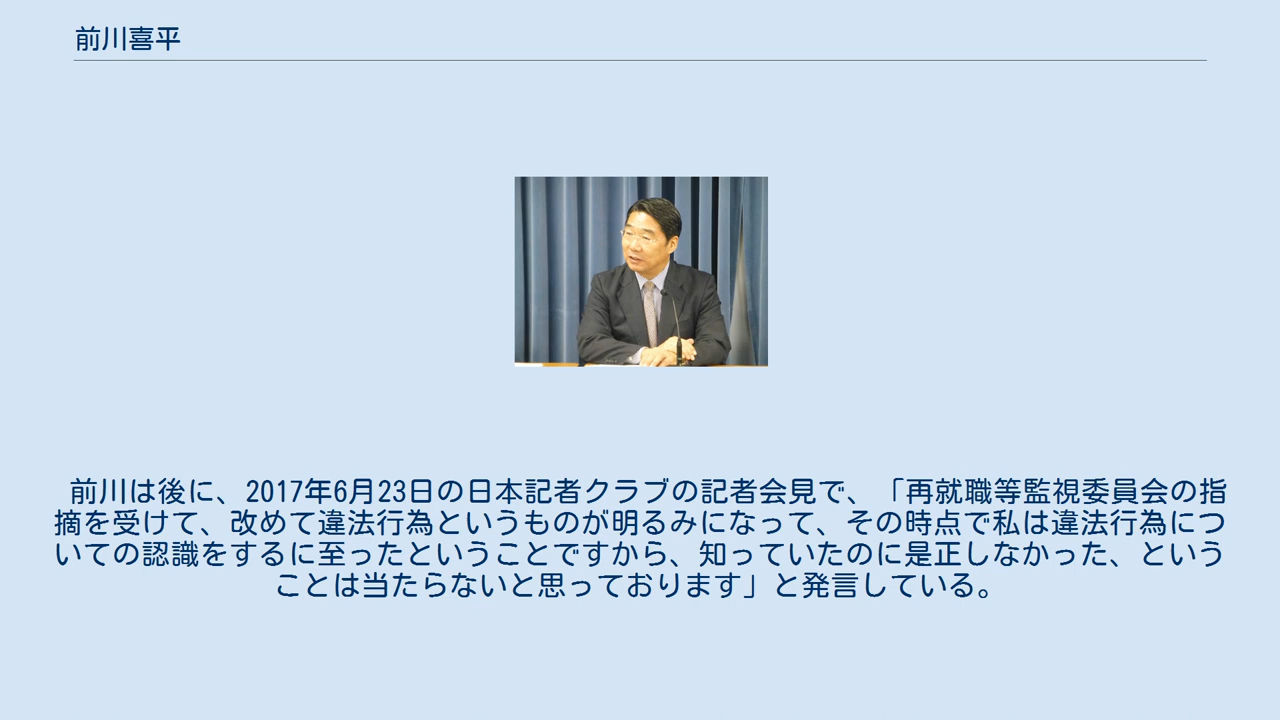 前川喜平
前川は後に、2017年6月23日の日本記者クラブの記者会見で、「再就職等監視委員会の指
摘を受けて、改めて違法行為というものが明るみになって、その時点で私は違法行為につ
いての認識をするに至ったということですから、知っていたのに是正しなかった、という
ことは当たらないと思っております」と発言している。